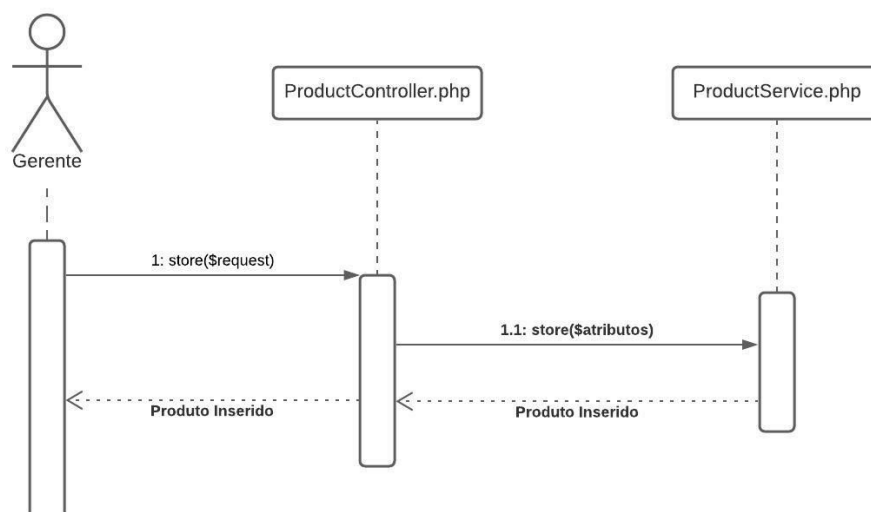 ProductController.php
ProductService.php
Gerente
1: store($request)
1.1: store($atributos)
Produto Inserido
Produto Inserido